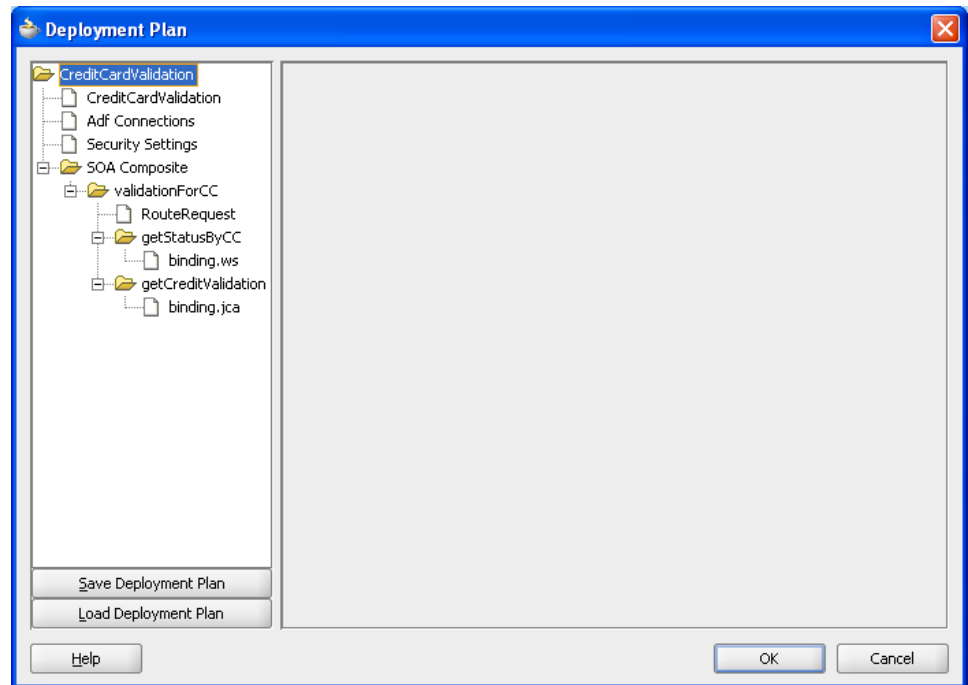 Deployment Plan
CreditCardValidation
CreditCardValidation
Adf Connections
Security Settings
SOA Composite
validationForCC
RouteRequest
getStatusByCC
binding.ws
getCreditValidation
binding.jca
Save Deployment Plan
Load Deployment Plan
Help
OK
Cancel